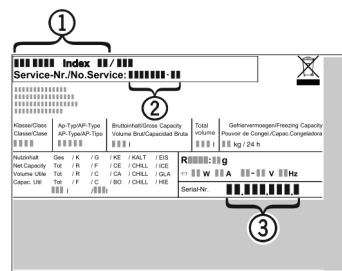 1
Index /
Service-Nr./No.Service: -
2
Klasse/Class Ap-Typ/AP-Type Bruttoinhalt/Gross Capacity Total Gefriervermoegen/Freezing Capacity
Classe/Clase AP-Type/AP-Tipo Volume Brut/Capacidad Bruta volume Pouvoir de Congel./Capac.Congeladora
l l kg / 24 h
Nutzinhalt Ges / K / G / KE / KALT / EIS
Net.Capacity Tot / R / F / CE / CHILL / ICE
Volume Utile Tot / R / C / CA / CHILL / GLA
Capac. Util Tot / F / C / BO / CHILL / HIE
l / l
R : g
W A - V Hz
Serial-Nr. . . .
3